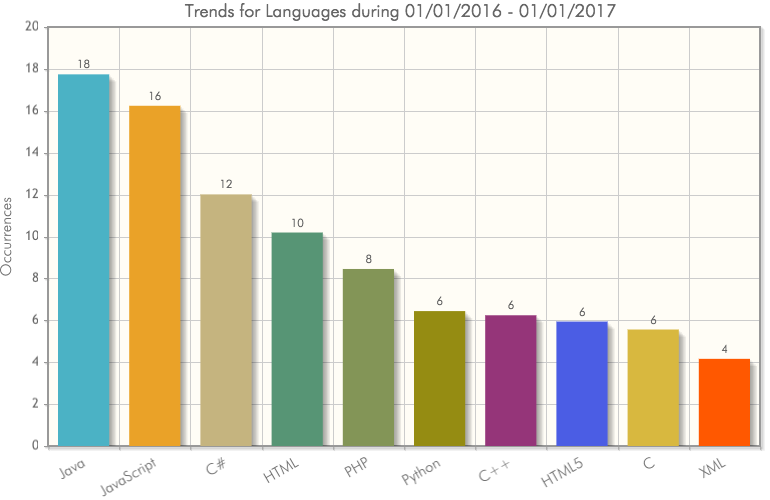 Trends for Languages during 01/01/2016 - 01/01/2017
Occurrences
20
18
16
14
12
10
8
6
4
2
0
18
16
12
10
8
6
6
6
6
4
Java
JavaScript
C#
HTML
PHP
Python
C++
HTML5
C
XML